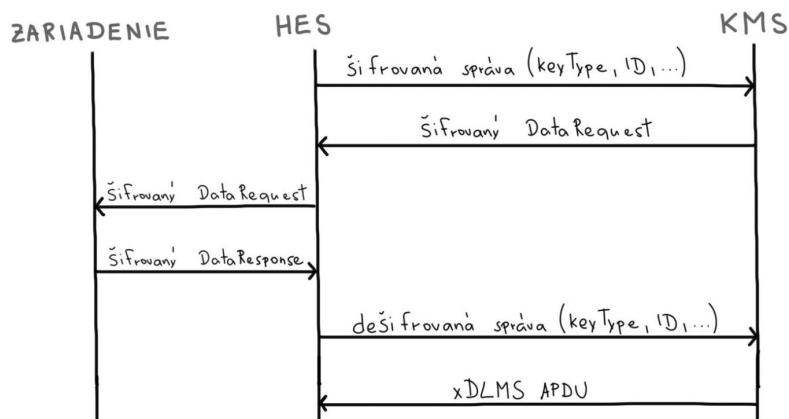 ZARIADENIE HES KMS
šifrovaná správa (keyType, ID,...)
šifrovaný DataRequest
šifrovaný DataRequest
šifrovaný DataResponse
dešifrovaná správa (keyType, ID,...)
xDLMS APDU